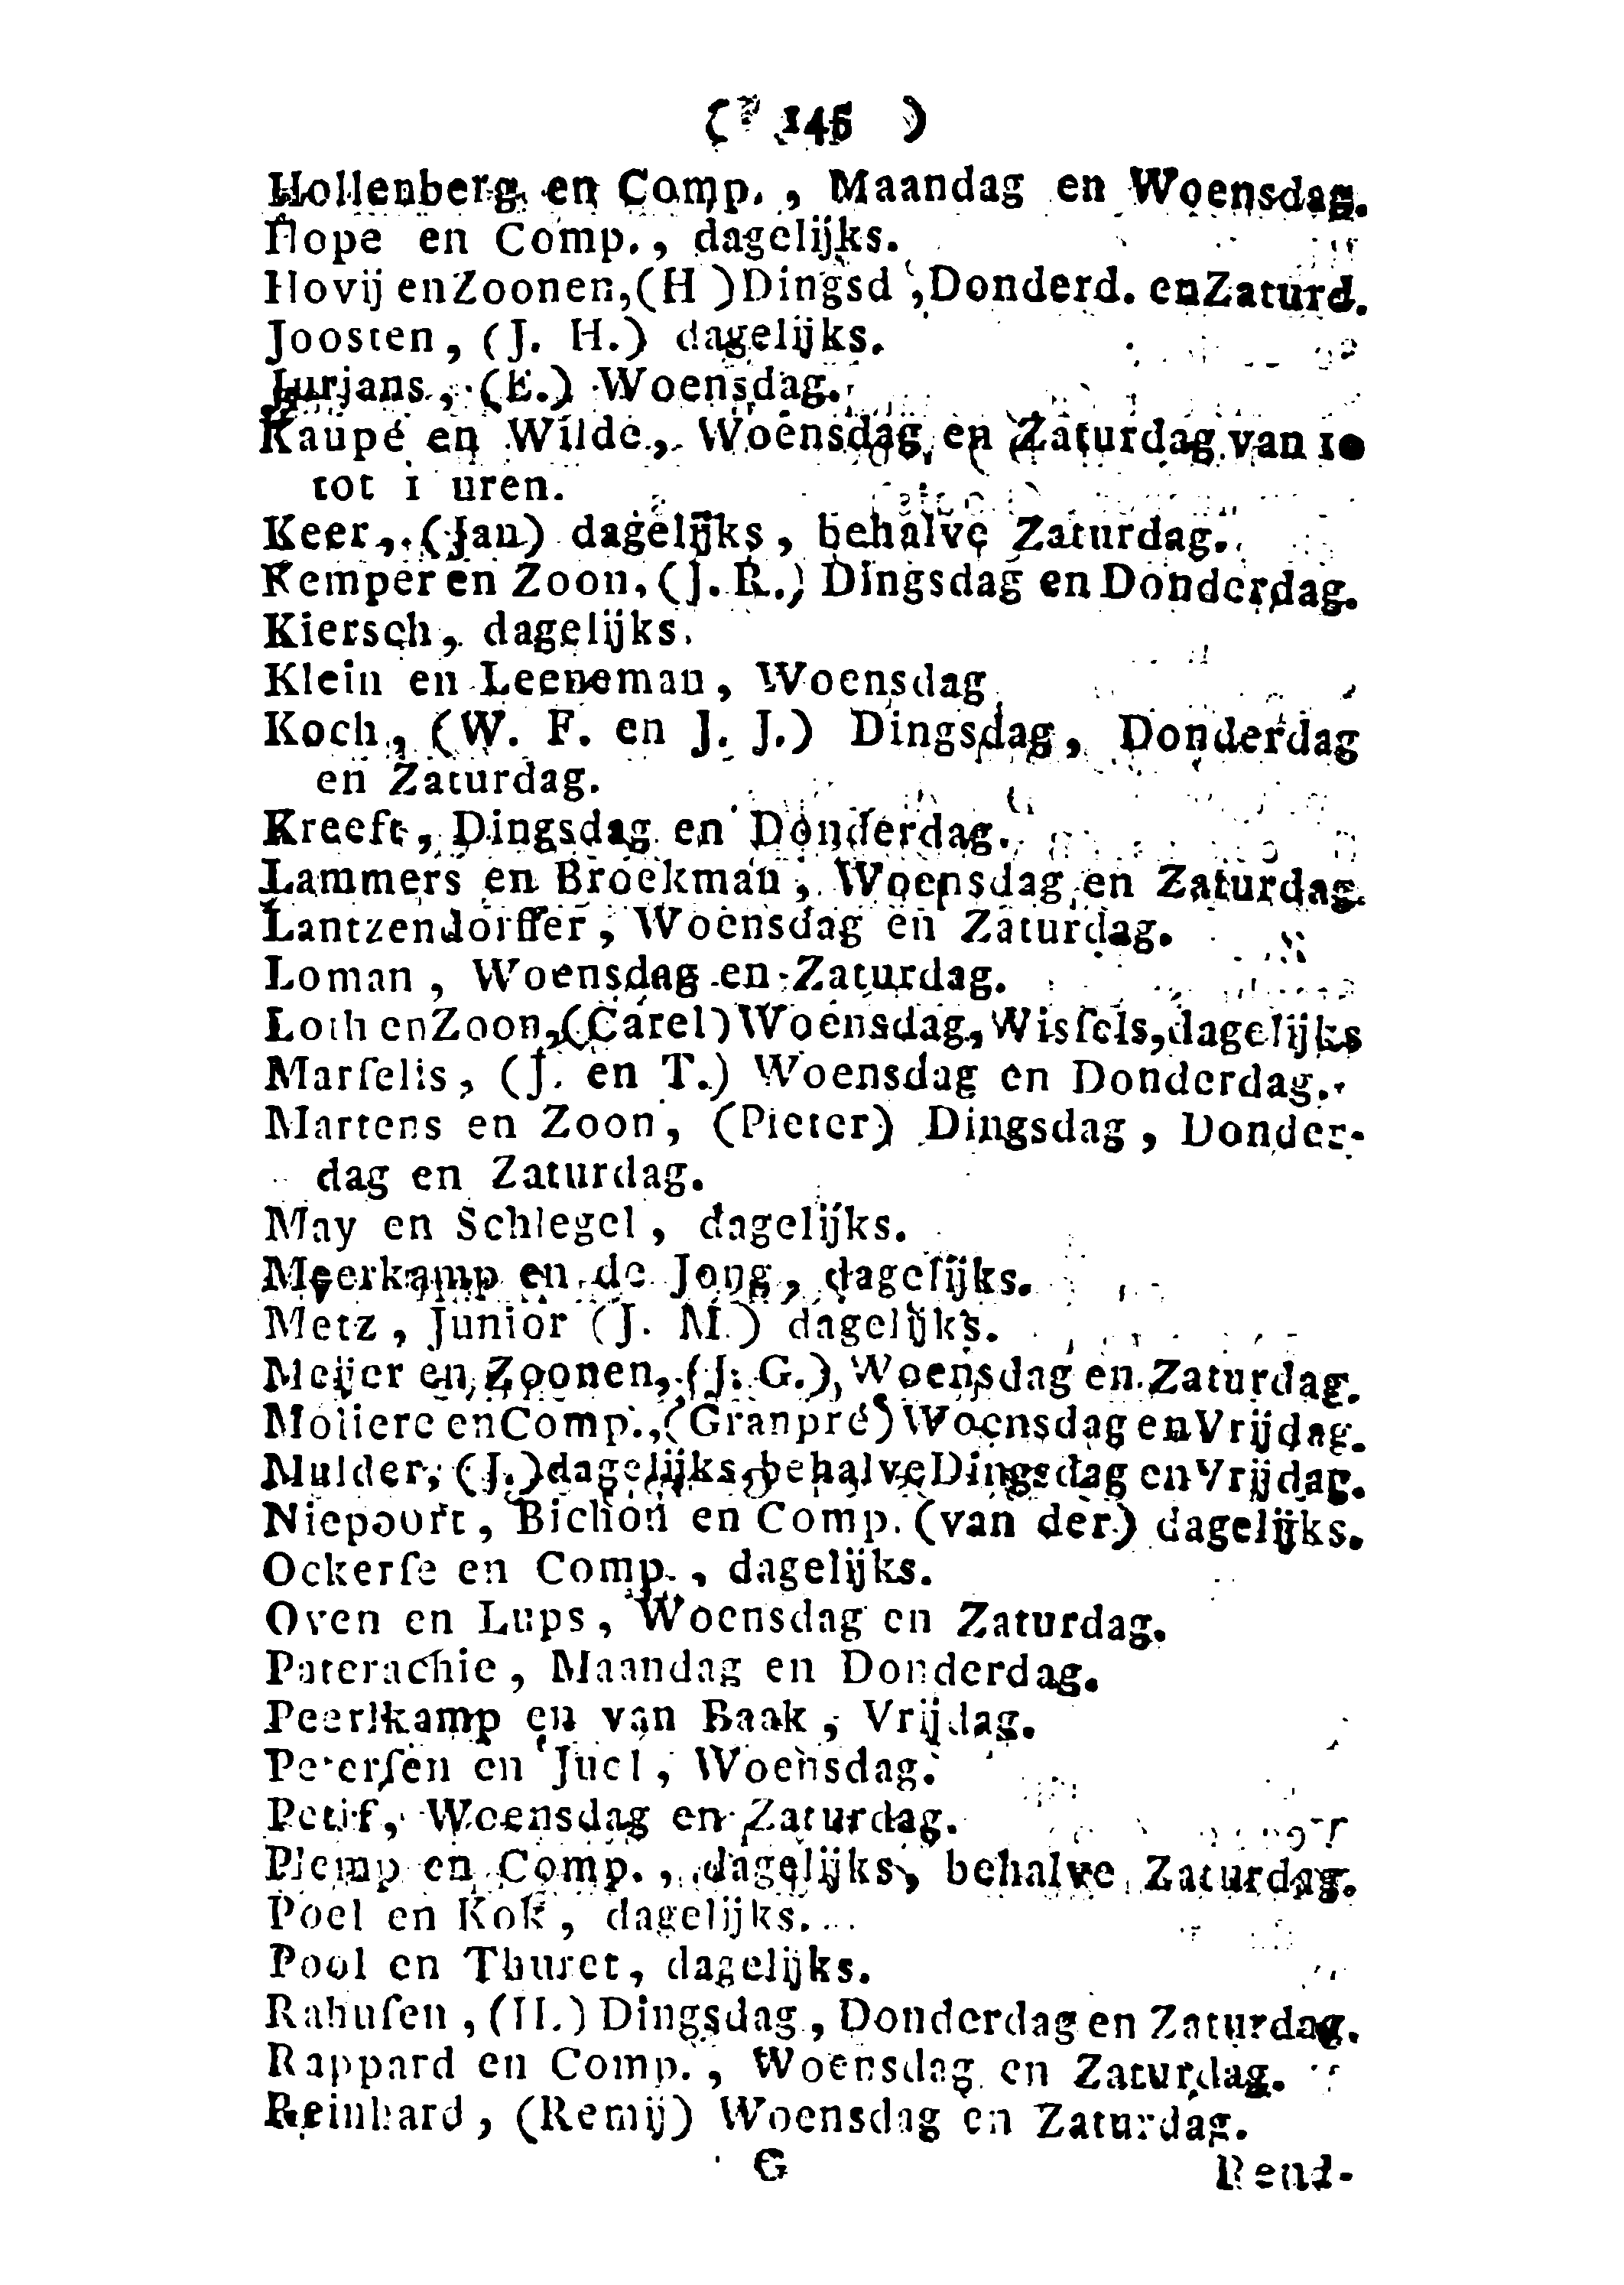 ( 145 )
Hollenberg en Comp., Maandag en Woensdag.
Hope en Comp., dagelijks.
Hovij en Zoonen, (H) Dingsd, Donderd. en Zaturd.
Joosten, (J. H.) dagelijks.
Jurjans, (E.) Woensdag.
Kaupé en Wilde, Woensdag en Zaturdag van 10
tot 1 uren.
Keer, (Jan) dagelijks, behalve Zaturdag.
Kemper en Zoon, (J. R.) Dingsdag en Donderdag.
Kiersch, dagelijks.
Klein en Leeneman, Woensdag
Koch, (W. F. en J. J.) Dingsdag, Donderdag
en Zaturdag.
Kreeft, Dingsdag en Donderdag.
Lammers en Broekman, Woensdag en Zaturdag.
Lantzendorffer, Woensdag en Zaturdag.
Loman, Woensdag en Zaturdag.
Loth en Zoon, (Carel) Woensdag, Wisſels, dagelijks
Marſelis, (J. en T.) Woensdag en Donderdag.
Martens en Zoon, (Pieter) Dingsdag, Donder-
dag en Zaturdag.
May en Schlegel, dagelijks.
Meerkamp en de Jong, dagelijks.
Metz, Junior (J. M.) dagelijks.
Meijer en Zoonen, (J. G.), Woensdag en Zaturdag.
Moliere en Comp., (Granpré) Woensdag en Vrijdag.
Mulder, (J.) dagelijks, behalve Dingsdag en Vrijdag.
Niepoort, Bichon en Comp. (van der) dagelijks.
Ockerſe en Comp., dagelijks.
Oven en Lups, Woensdag en Zaturdag.
Paterachie, Maandag en Donderdag.
Peerlkamp en van Baak, Vrijdag.
Peterſen en Juel, Woensdag.
Petif, Woensdag en Zaturdag.
Plemp en Comp., dagelijks, behalve Zaturdag.
Poel en Kok, dagelijks.
Pool en Thuret, dagelijks.
Rahuſen, (H.) Dingsdag, Donderdag en Zaturdag.
Rappard en Comp., Woensdag en Zaturdag.
Reinhard, (Remij) Woensdag en Zaturdag.
G Rend-